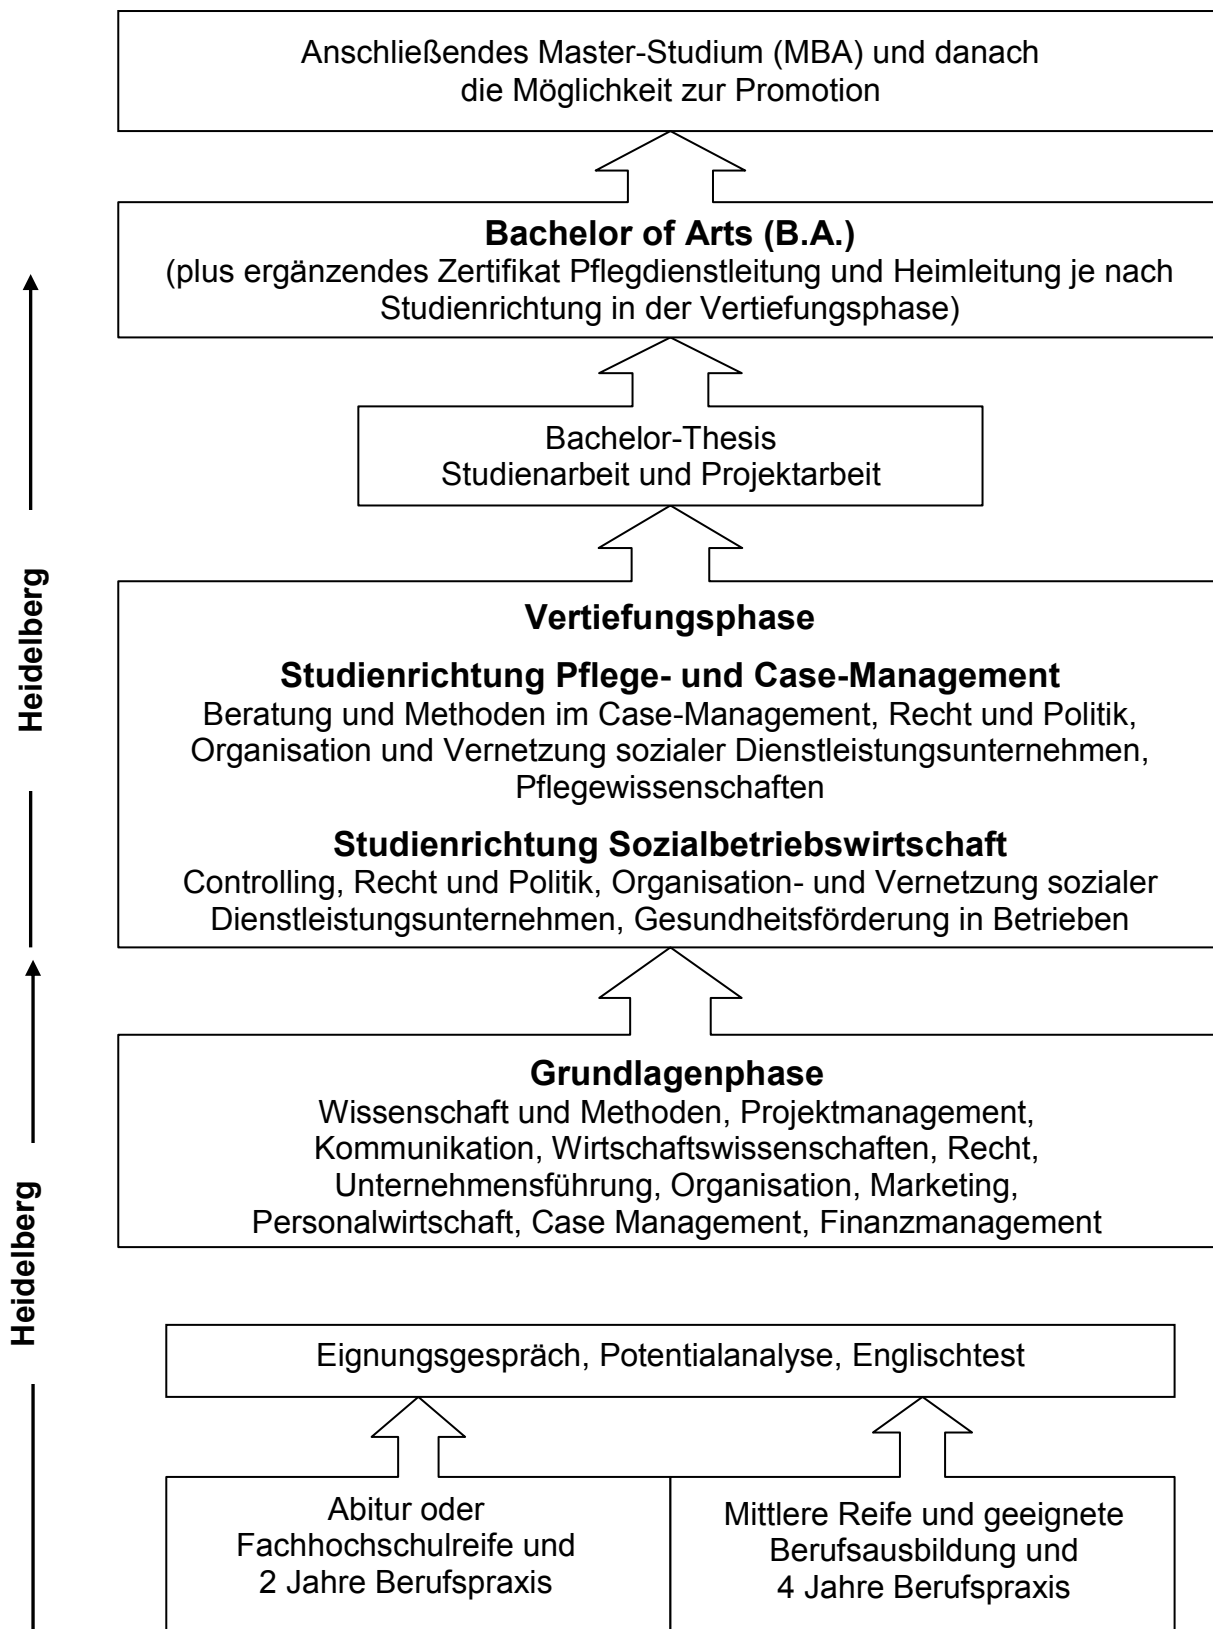 Anschließendes Master-Studium (MBA) und danach
die Möglichkeit zur Promotion
Bachelor of Arts (B.A.)
(plus ergänzendes Zertifikat Pflegdienstleitung und Heimleitung je nach
Studienrichtung in der Vertiefungsphase)
Bachelor-Thesis
Studienarbeit und Projektarbeit
Heidelberg
Vertiefungsphase
Studienrichtung Pflege- und Case-Management
Beratung und Methoden im Case-Management, Recht und Politik,
Organisation und Vernetzung sozialer Dienstleistungsunternehmen,
Pflegewissenschaften
Studienrichtung Sozialbetriebswirtschaft
Controlling, Recht und Politik, Organisation- und Vernetzung sozialer
Dienstleistungsunternehmen, Gesundheitsförderung in Betrieben
Grundlagenphase
Wissenschaft und Methoden, Projektmanagement,
Kommunikation, Wirtschaftswissenschaften, Recht,
Unternehmensführung, Organisation, Marketing,
Personalwirtschaft, Case Management, Finanzmanagement
Heidelberg
Eignungsgespräch, Potentialanalyse, Englischtest
Abitur oder
Fachhochschulreife und
2 Jahre Berufspraxis
Mittlere Reife und geeignete
Berufsausbildung und
4 Jahre Berufspraxis